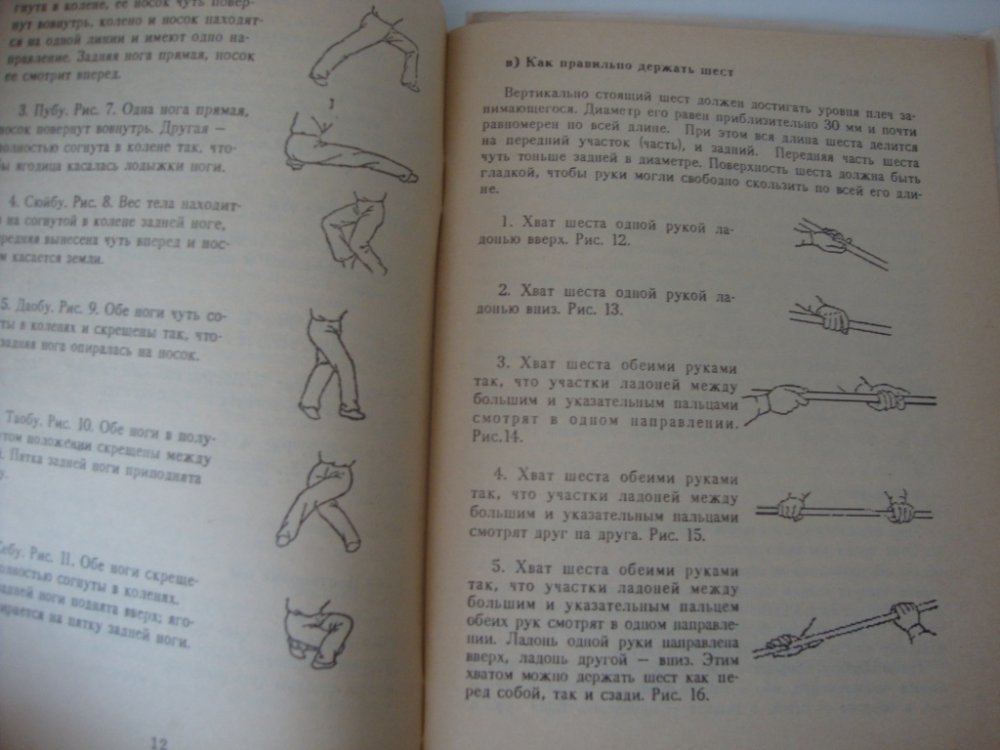 гнута в колене, ее носок чуть повер-
нут вовнутрь, колено и носок находят-
ся на одной линии и имеют одно на-
правление. Задняя нога прямая, носок
ее смотрит вперед.
3. Пубу. Рис. 7. Одна нога прямая,
носок повернут вовнутрь. Другая —
полностью согнута в колене так, что-
бы ягодица касалась лодыжки ноги.
4. Сюйбу. Рис. 8. Вес тела находит-
на согнутой в колене задней ноге,
передняя вынесена чуть вперед и нос-
ом касается земли.
5. Даобу. Рис. 9. Обе ноги чуть со-
ты в коленях и скрещены так, что-
задняя нога опиралась на носок.
Таобу. Рис. 10. Обе ноги в полу-
том положении скрещены между
Пятка задней ноги приподнята
у.
Себу. Рис. 11. Обе ноги скреще-
олностью согнуты в коленях.
задней ноги поднята вверх; яго-
ирается на пятку задней ноги.
12
в) Как правильно держать шест
Вертикально стоящий шест должен достигать уровня плеч за-
нимающегося. Диаметр его равен приблизительно 30 мм и почти
равномерен по всей длине. При этом вся длина шеста делится
на передний участок (часть), и задний. Передняя часть шеста
чуть тоньше задней в диаметре. Поверхность шеста должна быть
гладкой, чтобы руки могли свободно скользить по всей его дли-
не.
1. Хват шеста одной рукой ла-
донью вверх. Рис. 12.
2. Хват шеста одной рукой ла-
донью вниз. Рис. 13.
3. Хват шеста обеими руками
так, что участки ладоней между
большим и указательным пальцами
смотрят в одном направлении.
Рис.14.
4. Хват шеста обеими руками
так, что участки ладоней между
большим и указательным пальцами
смотрят друг на друга. Рис. 15.
5. Хват шеста обеими руками
так, что участки ладоней между
большим и указательным пальцем
обеих рук смотрят в одном направле-
нии. Ладонь одной руки направлена
вверх, ладонь другой — вниз. Этим
хватом можно держать шест как пе-
ред собой, так и сзади. Рис. 16.